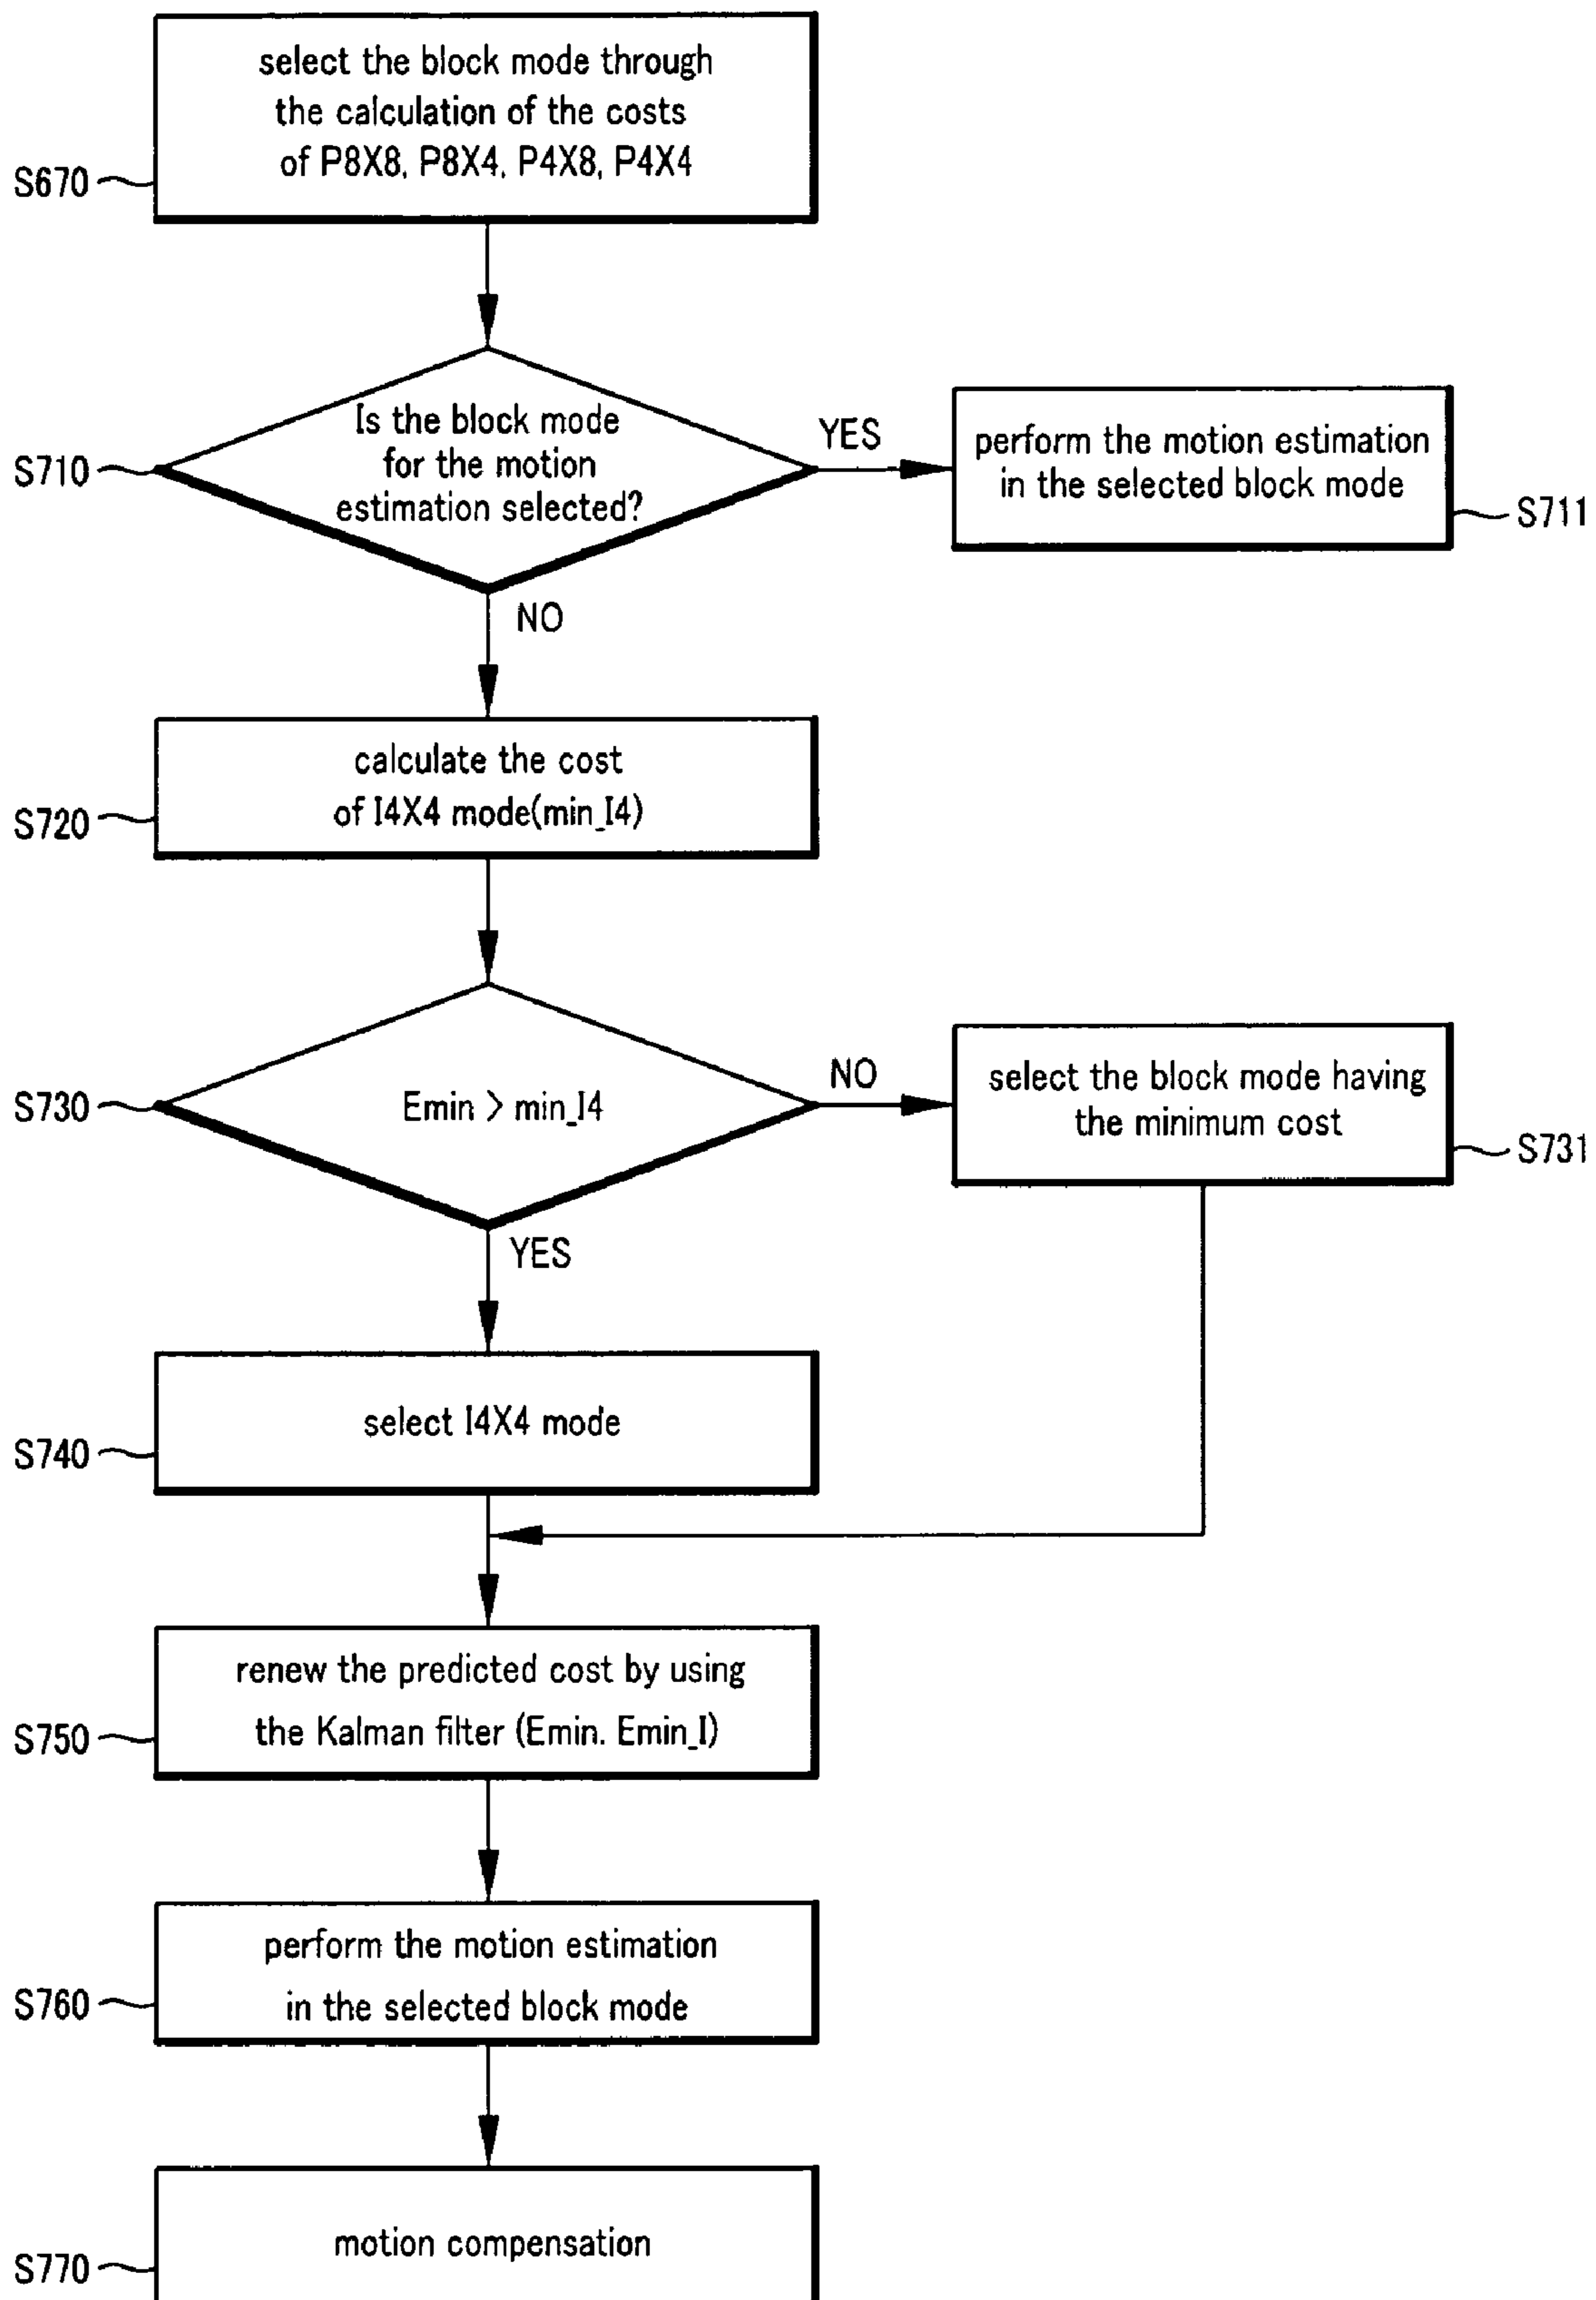 select the block mode through
the calculation of the costs
of P8X8, P8X4, P4X8, P4X4
S670
Is the block mode
for the motion
estimation selected?
S710
YES
perform the motion estimation
in the selected block mode
S711
NO
calculate the cost
of I4X4 mode(min_I4)
S720
Emin > min_I4
S730
NO
select the block mode having
the minimum cost
S731
YES
select I4X4 mode
S740
renew the predicted cost by using
the Kalman filter (Emin. Emin_I)
S750
perform the motion estimation
in the selected block mode
S760
motion compensation
S770